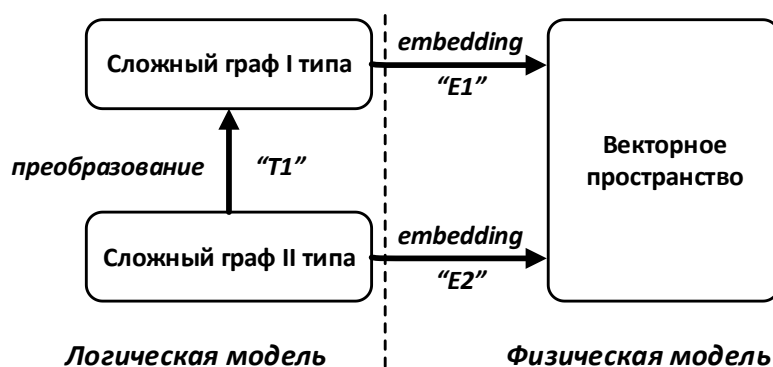 Сложный граф I типа
embedding
“E1”
Векторное
пространство
преобразование “T1”
Сложный граф II типа
embedding
“E2”
Логическая модель
Физическая модель